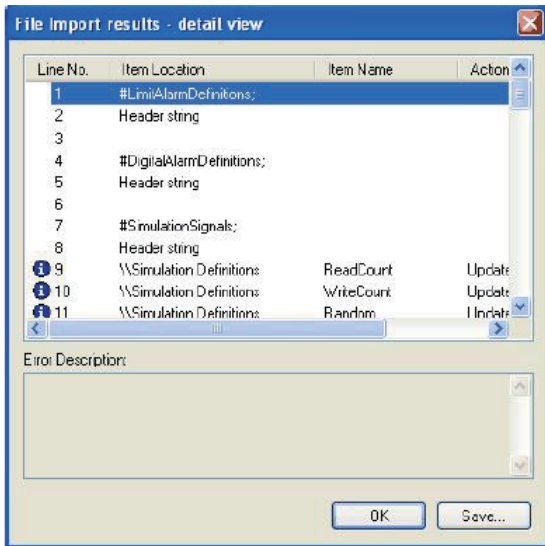 File Import results - detail view
Line No. Item Location Item Name Action
1 #LimitAlarmDefinitions;
2 Header string
3
4 #DigitalAlarmDefinitions;
5 Header string
6
7 #SimulationSignals;
8 Header string
9 \\Simulation Definitions ReadCount Update
10 \\Simulation Definitions WriteCount Update
11 \\Simulation Definitions Random Update
Error Description:
OK Save...